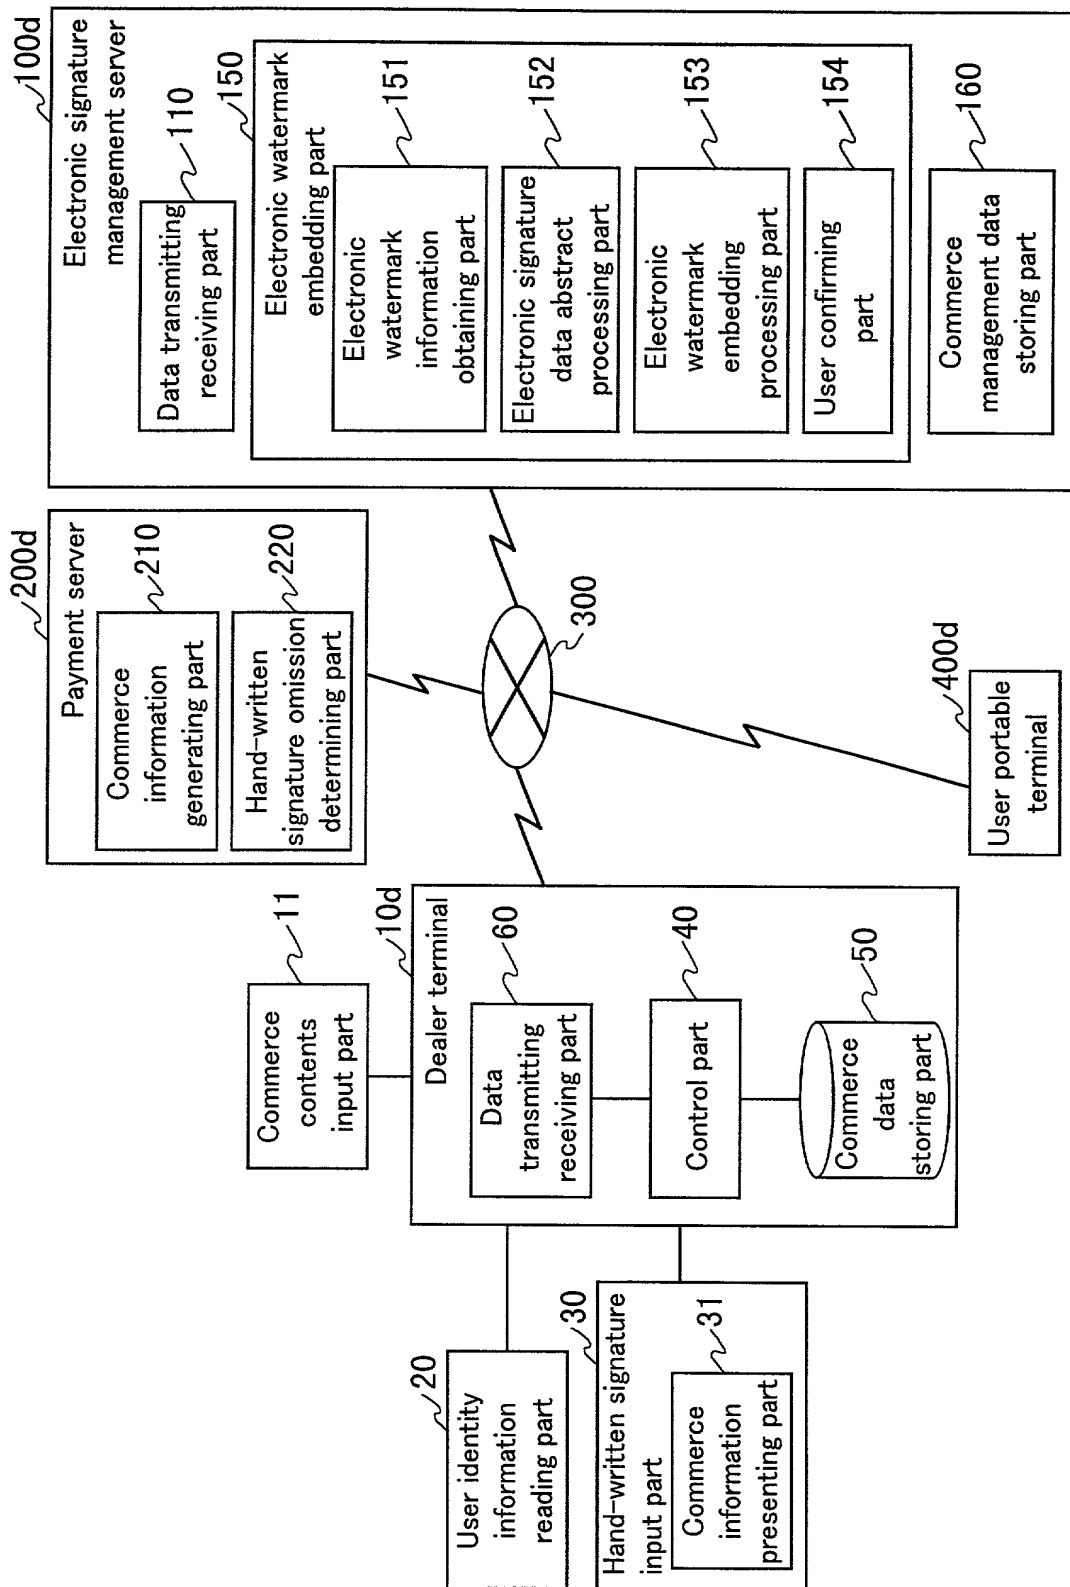 11
Commerce
contents
input part
20
User identity
information
reading part
30
Hand-written signature
input part
31
Commerce
information
presenting part
10d
Dealer terminal
60
Data
transmitting
receiving part
40
Control part
50
Commerce
data
storing part
200d
Payment server
210
Commerce
information
generating part
220
Hand-written
signature omission
determining part
300
400d
User portable
terminal
100d
Electronic signature
management server
110
Data transmitting
receiving part
150
Electronic watermark
embedding part
151
Electronic
watermark
information
obtaining part
152
Electronic signature
data abstract
processing part
153
Electronic
watermark
embedding
processing part
154
User confirming
part
160
Commerce
management data
storing part